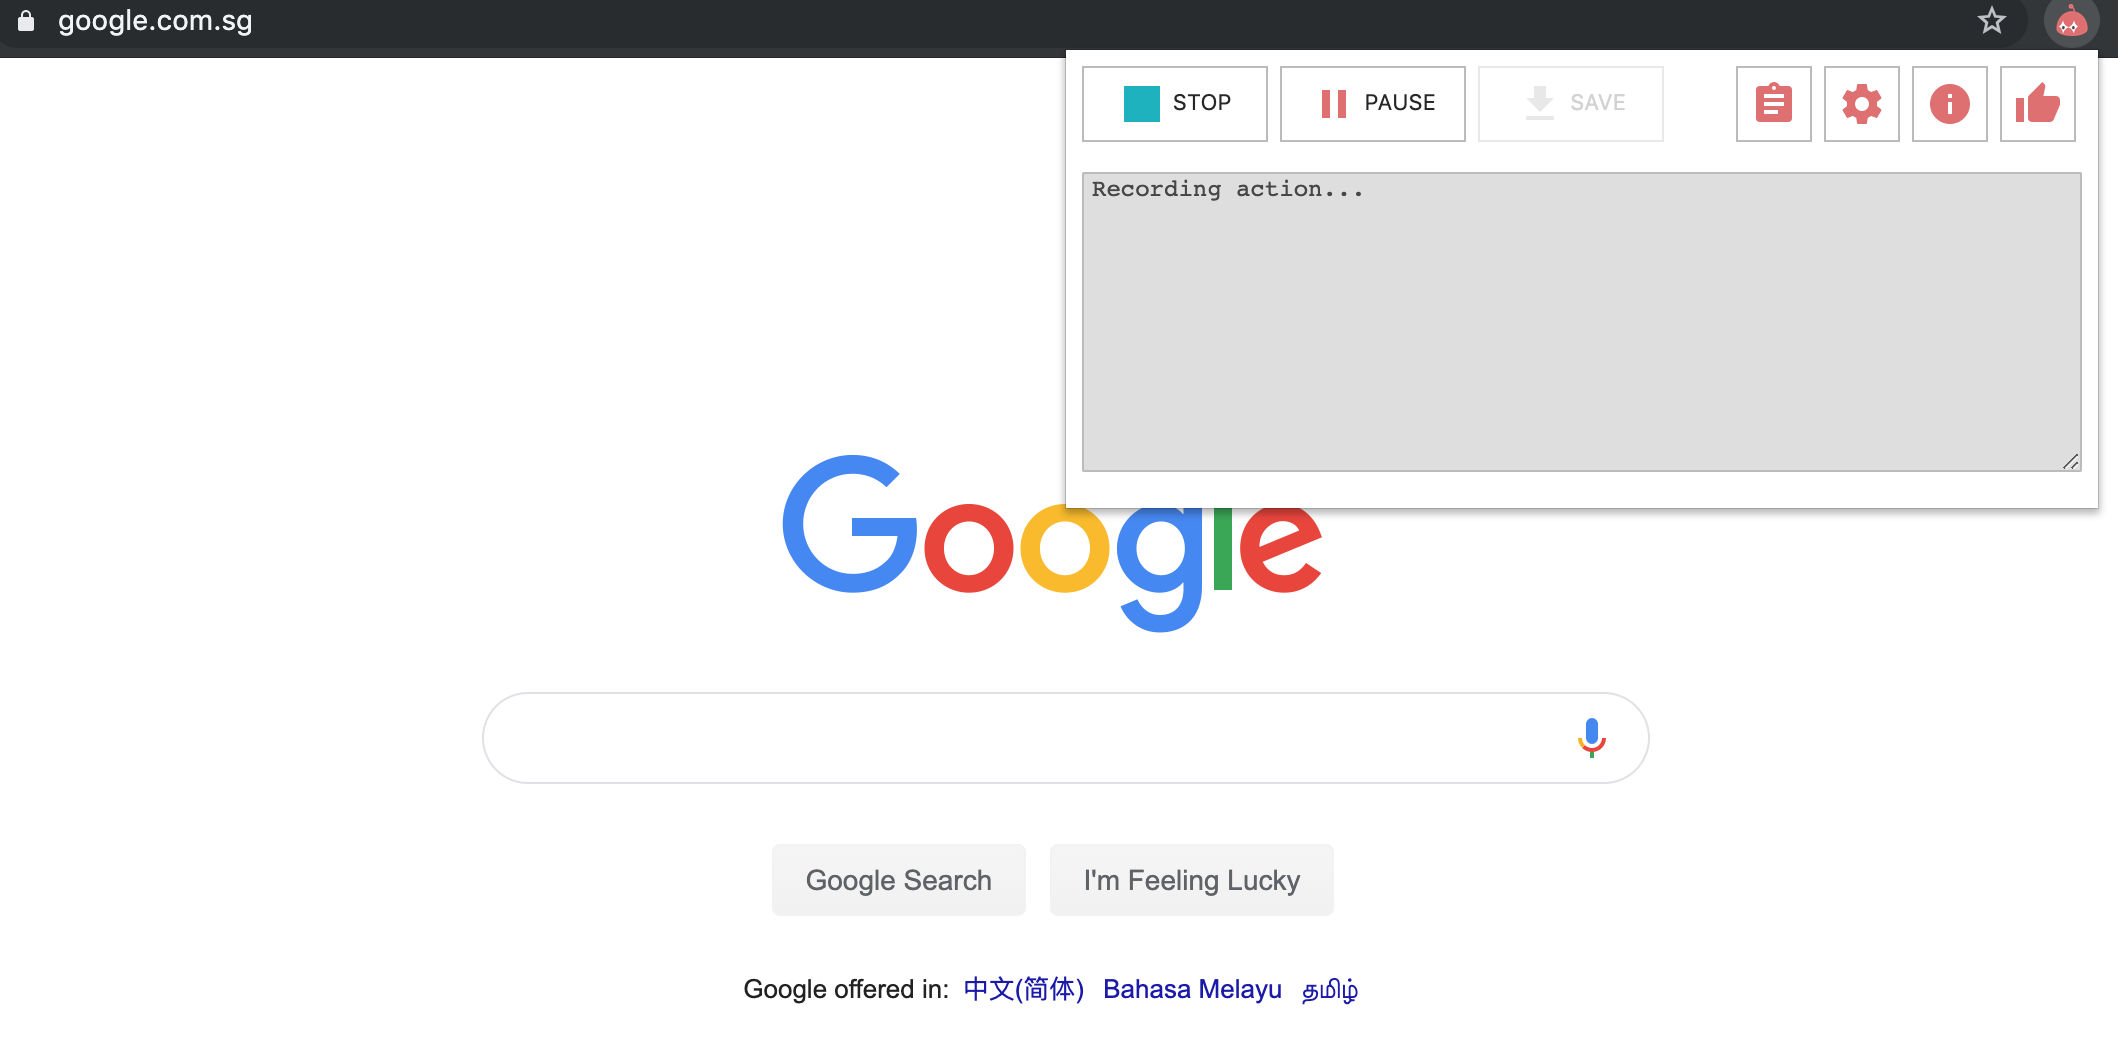 google.com.sg
STOP PAUSE SAVE
Recording action...
Google
Google Search I'm Feeling Lucky
Google offered in: 中文(简体) Bahasa Melayu தமிழ்